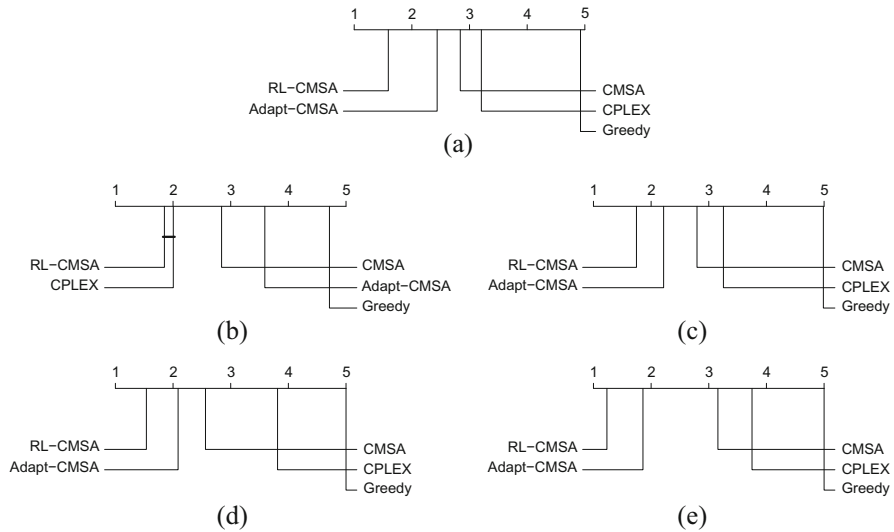 1 2 3 4 5
RL−CMSA
Adapt−CMSA
CMSA
CPLEX
Greedy
(a)
1 2 3 4 5
RL−CMSA
CPLEX
CMSA
Adapt−CMSA
Greedy
(b)
1 2 3 4 5
RL−CMSA
Adapt−CMSA
CMSA
CPLEX
Greedy
(c)
1 2 3 4 5
RL−CMSA
Adapt−CMSA
CMSA
CPLEX
Greedy
(d)
1 2 3 4 5
RL−CMSA
Adapt−CMSA
CMSA
CPLEX
Greedy
(e)